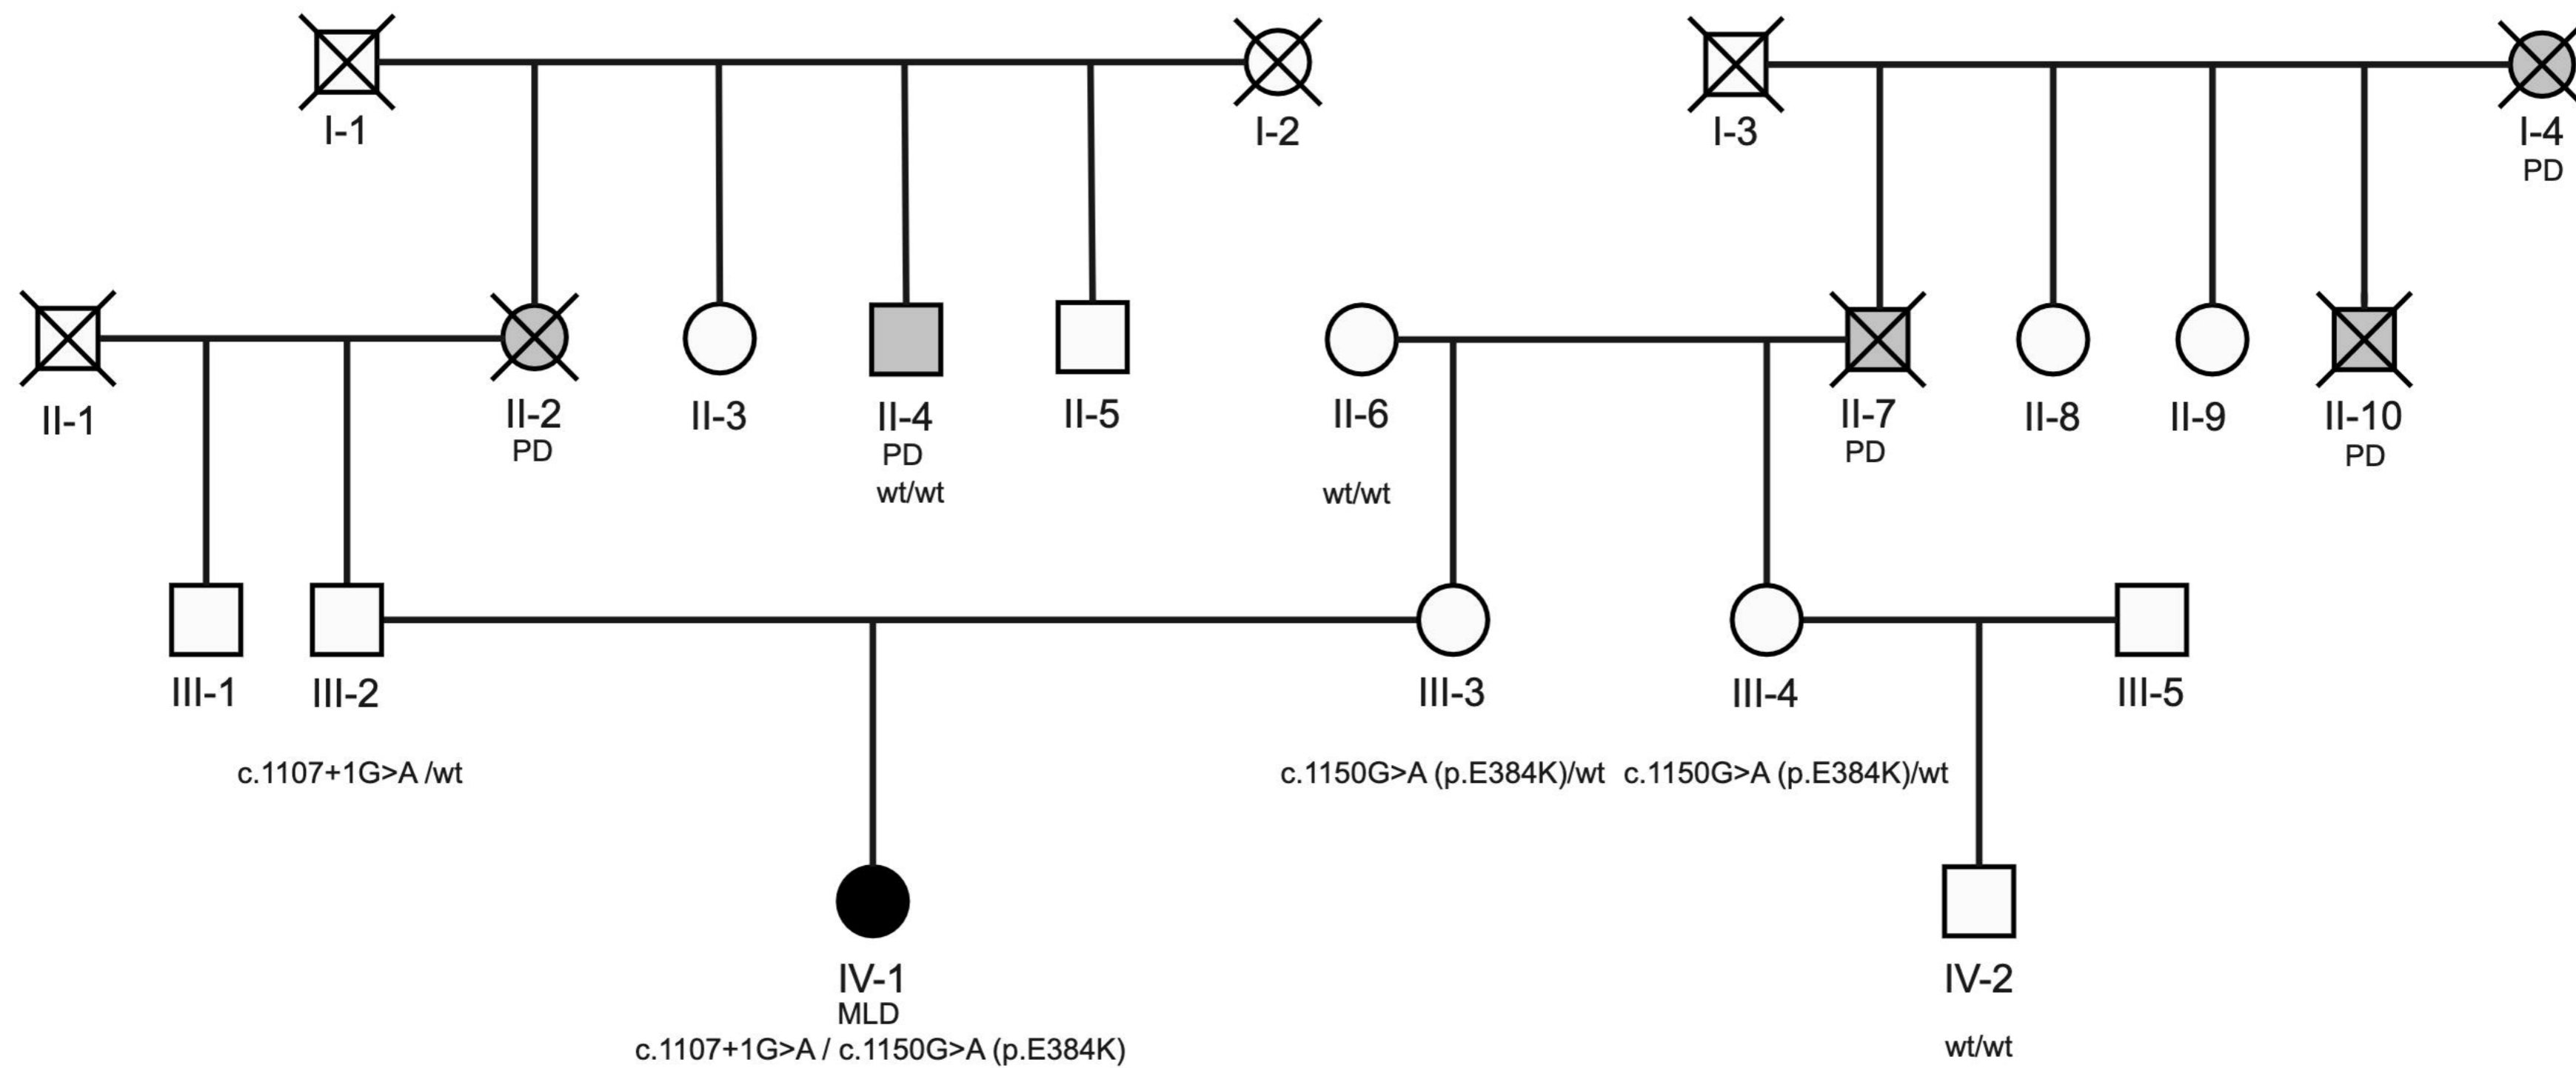 I-1
I-2
I-3
I-4
PD
II-1
II-2
PD
II-3
II-4
PD
wt/wt
II-5
II-6
wt/wt
II-7
PD
II-8
II-9
II-10
PD
III-1
III-2
c.1107+1G>A /wt
III-3
c.1150G>A (p.E384K)/wt
III-4
c.1150G>A (p.E384K)/wt
III-5
IV-1
MLD
c.1107+1G>A / c.1150G>A (p.E384K)
IV-2
wt/wt